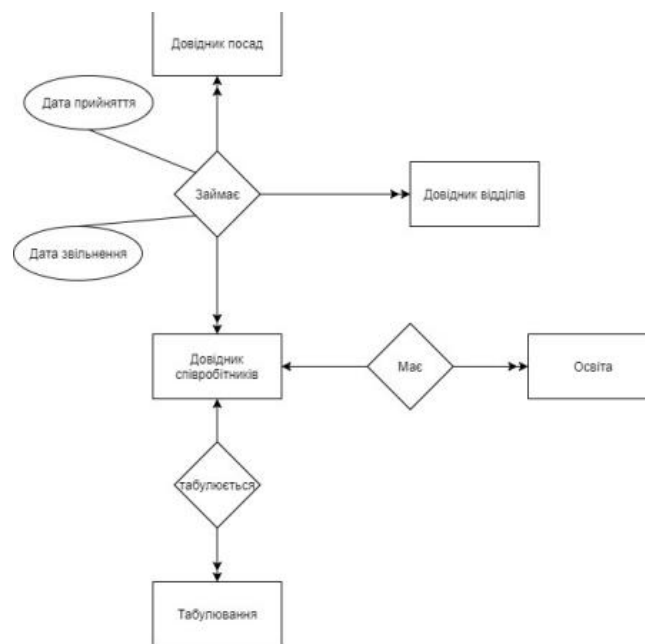 Довідник посад
Дата прийняття
Займає
Довідник відділів
Дата звільнення
Довідник
співробітників
Має
Освіта
табулюється
Табулювання